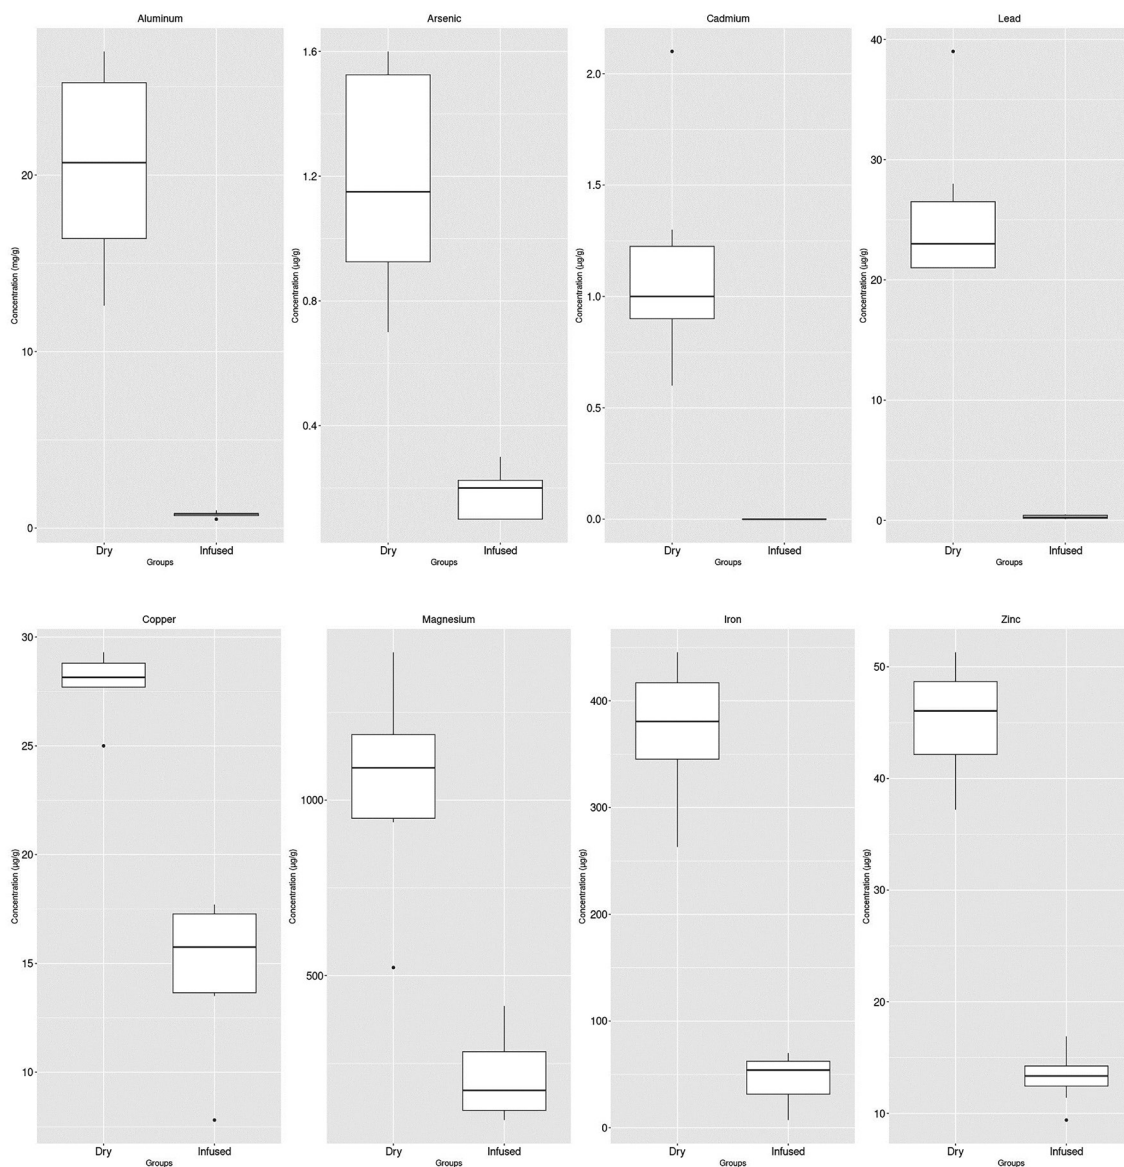 Aluminum
Arsenic
Cadmium
Lead
Concentration (mg/g)
20
10
0
Dry
Infused
Groups
Concentration (µg/g)
1.6
1.2
0.8
0.4
Dry
Infused
Groups
Concentration (µg/g)
2.0
1.5
1.0
0.5
0.0
Dry
Infused
Groups
Concentration (µg/g)
40
30
20
10
0
Dry
Infused
Groups
Copper
Magnesium
Iron
Zinc
Concentration (µg/g)
30
25
20
15
10
Dry
Infused
Groups
Concentration (µg/g)
1000
500
Dry
Infused
Groups
Concentration (µg/g)
400
300
200
100
0
Dry
Infused
Groups
Concentration (µg/g)
50
40
30
20
10
Dry
Infused
Groups